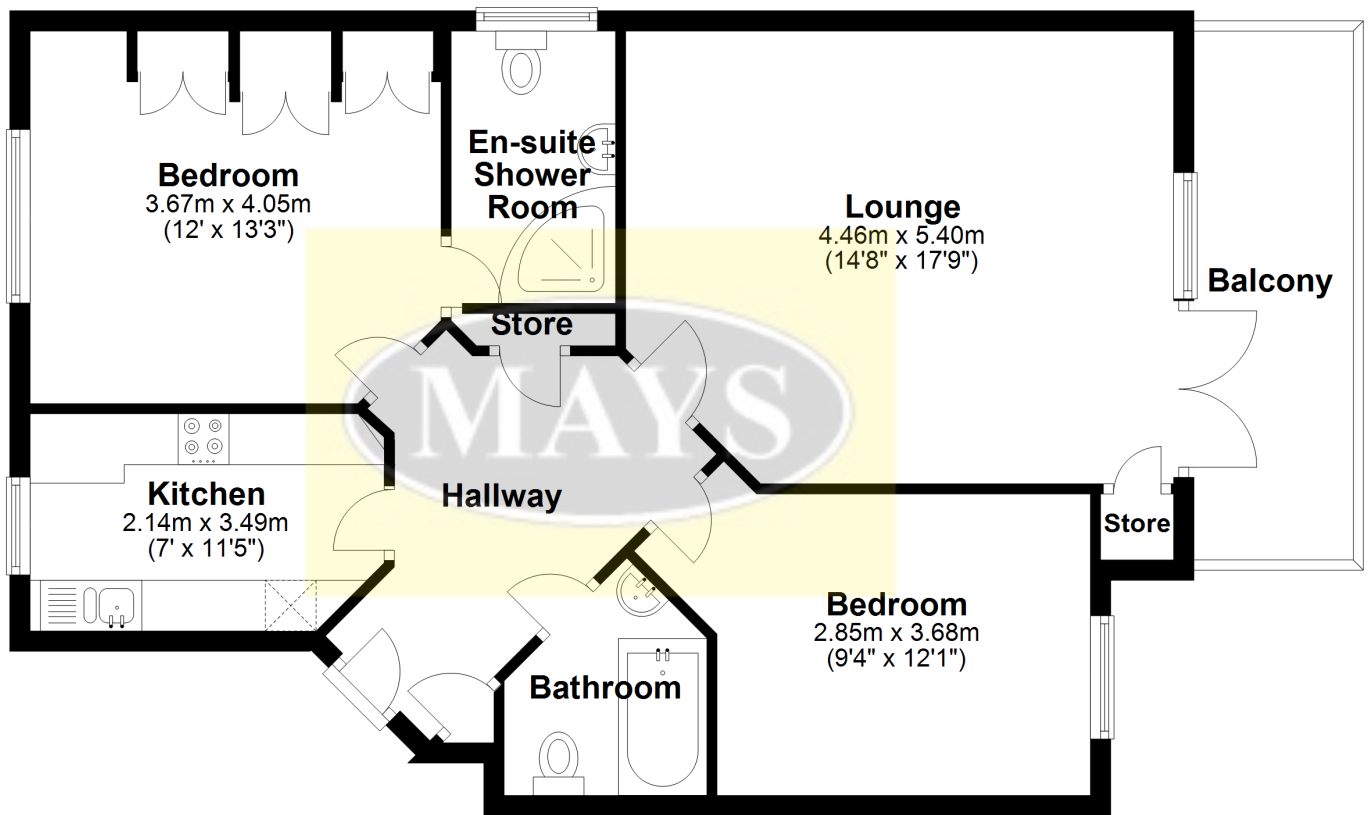 Bedroom
3.67m x 4.05m
(12' x 13'3")
En-suite
Shower
Room
Lounge
4.46m x 5.40m
(14'8" x 17'9")
Balcony
Store
MAYS
Kitchen
2.14m x 3.49m
(7' x 11'5")
Hallway
Store
Bedroom
2.85m x 3.68m
(9'4" x 12'1")
Bathroom